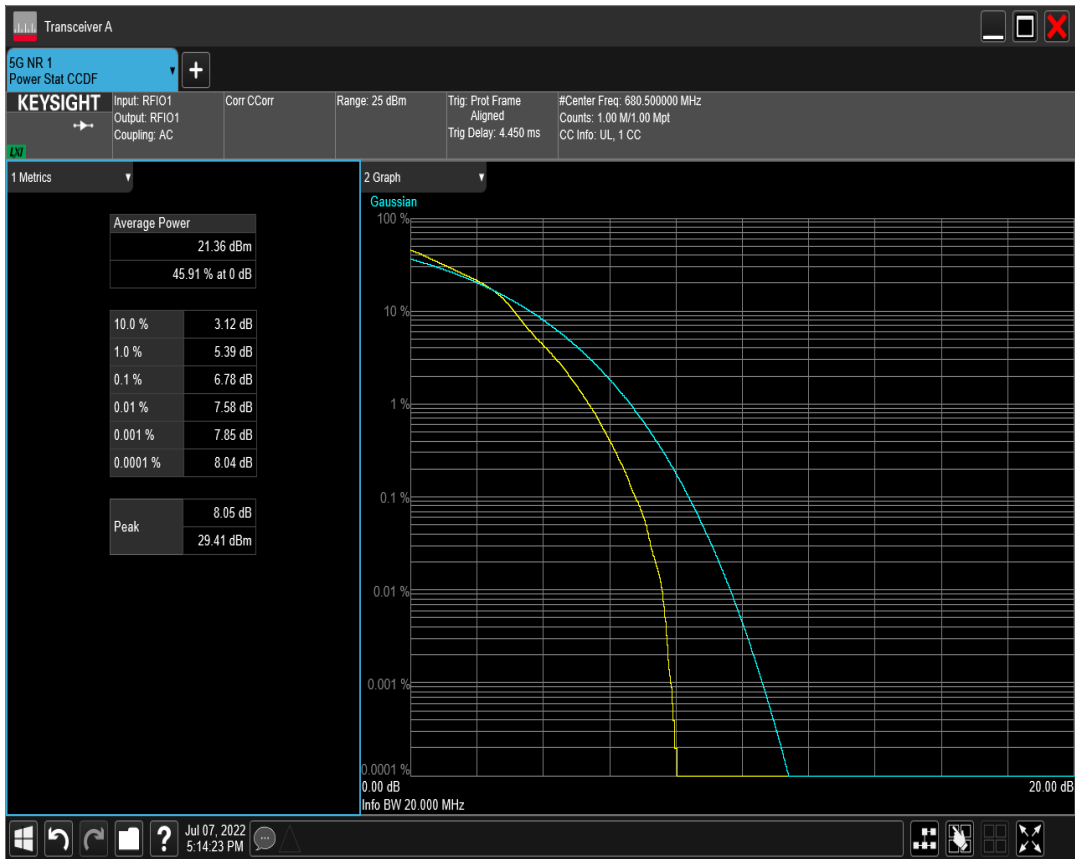 Transceiver A
5G NR 1
Power Stat CCDF
+
KEYSIGHT
LXI
Input: RFIO1
Output: RFIO1
Coupling: AC
Corr CCorr
Range: 25 dBm
Trig: Prot Frame
Aligned
Trig Delay: 4.450 ms
#Center Freq: 680.500000 MHz
Counts: 1.00 M/1.00 Mpt
CC Info: UL, 1 CC
1 Metrics
Average Power
21.36 dBm
45.91 % at 0 dB
10.0 % 3.12 dB
1.0 % 5.39 dB
0.1 % 6.78 dB
0.01 % 7.58 dB
0.001 % 7.85 dB
0.0001 % 8.04 dB
Peak 8.05 dB
29.41 dBm
2 Graph
Gaussian
100 %
10 %
1 %
0.1 %
0.01 %
0.001 %
0.0001 %
0.00 dB 20.00 dB
Info BW 20.000 MHz
?
Jul 07, 2022
5:14:23 PM